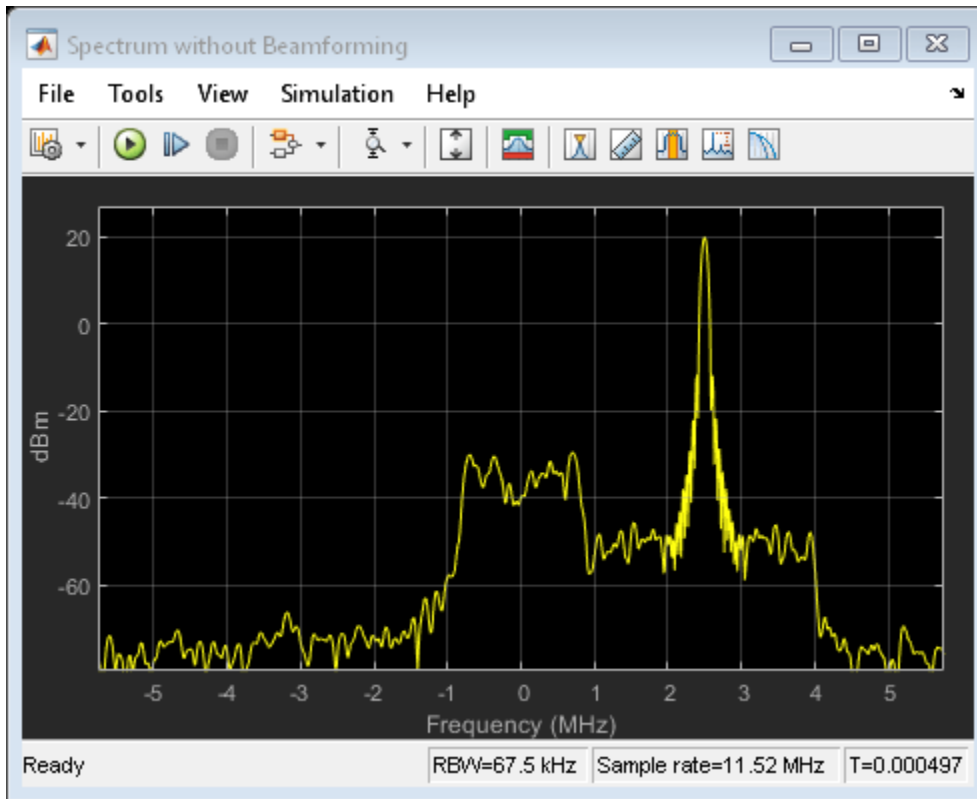 Spectrum without Beamforming
File Tools View Simulation Help
20
0
-20
-40
-60
dBm
-5 -4 -3 -2 -1 0 1 2 3 4 5
Frequency (MHz)
Ready RBW=67.5 kHz Sample rate=11.52 MHz T=0.000497